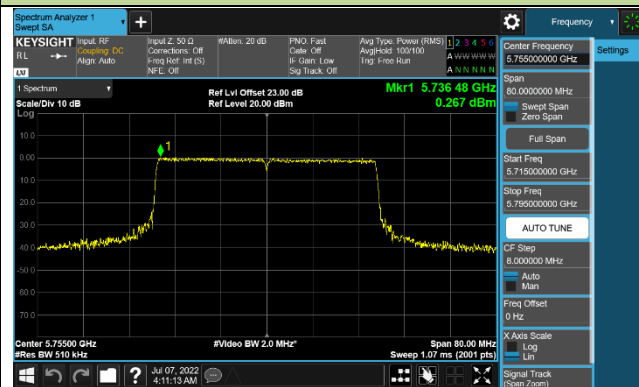 Spectrum Analyzer 1
Swept SA
Frequency
KEYSIGHT
RL
LXI
Input: RF
Coupling: DC
Align: Auto
Input Z: 50 Ω
Corrections: Off
Freq Ref: Int (S)
NFE: Off
#Atten: 20 dB
PNO: Fast
Gate: Off
IF Gain: Low
Sig Track: Off
Avg Type: Power (RMS)
Avg|Hold: 100/100
Trig: Free Run
1 2 3 4 5 6
A W W W W W
A N N N N N
1 Spectrum
Scale/Div 10 dB
Log
Ref Lvl Offset 23.00 dB
Ref Level 20.00 dBm
Mkr1 5.736 48 GHz
0.267 dBm
1
10.0
0.00
-10.0
-20.0
-30.0
-40.0
-50.0
-60.0
-70.0
Center 5.75500 GHz
#Res BW 510 kHz
#Video BW 2.0 MHz*
Span 80.00 MHz
Sweep 1.07 ms (2001 pts)
Jul 07, 2022
4:11:13 AM
Center Frequency
5.755000000 GHz
Settings
Span
80.0000000 MHz
Swept Span
Zero Span
Full Span
Start Freq
5.715000000 GHz
Stop Freq
5.795000000 GHz
AUTO TUNE
CF Step
8.000000 MHz
Auto
Man
Freq Offset
0 Hz
X Axis Scale
Log
Lin
Signal Track
(Span Zoom)